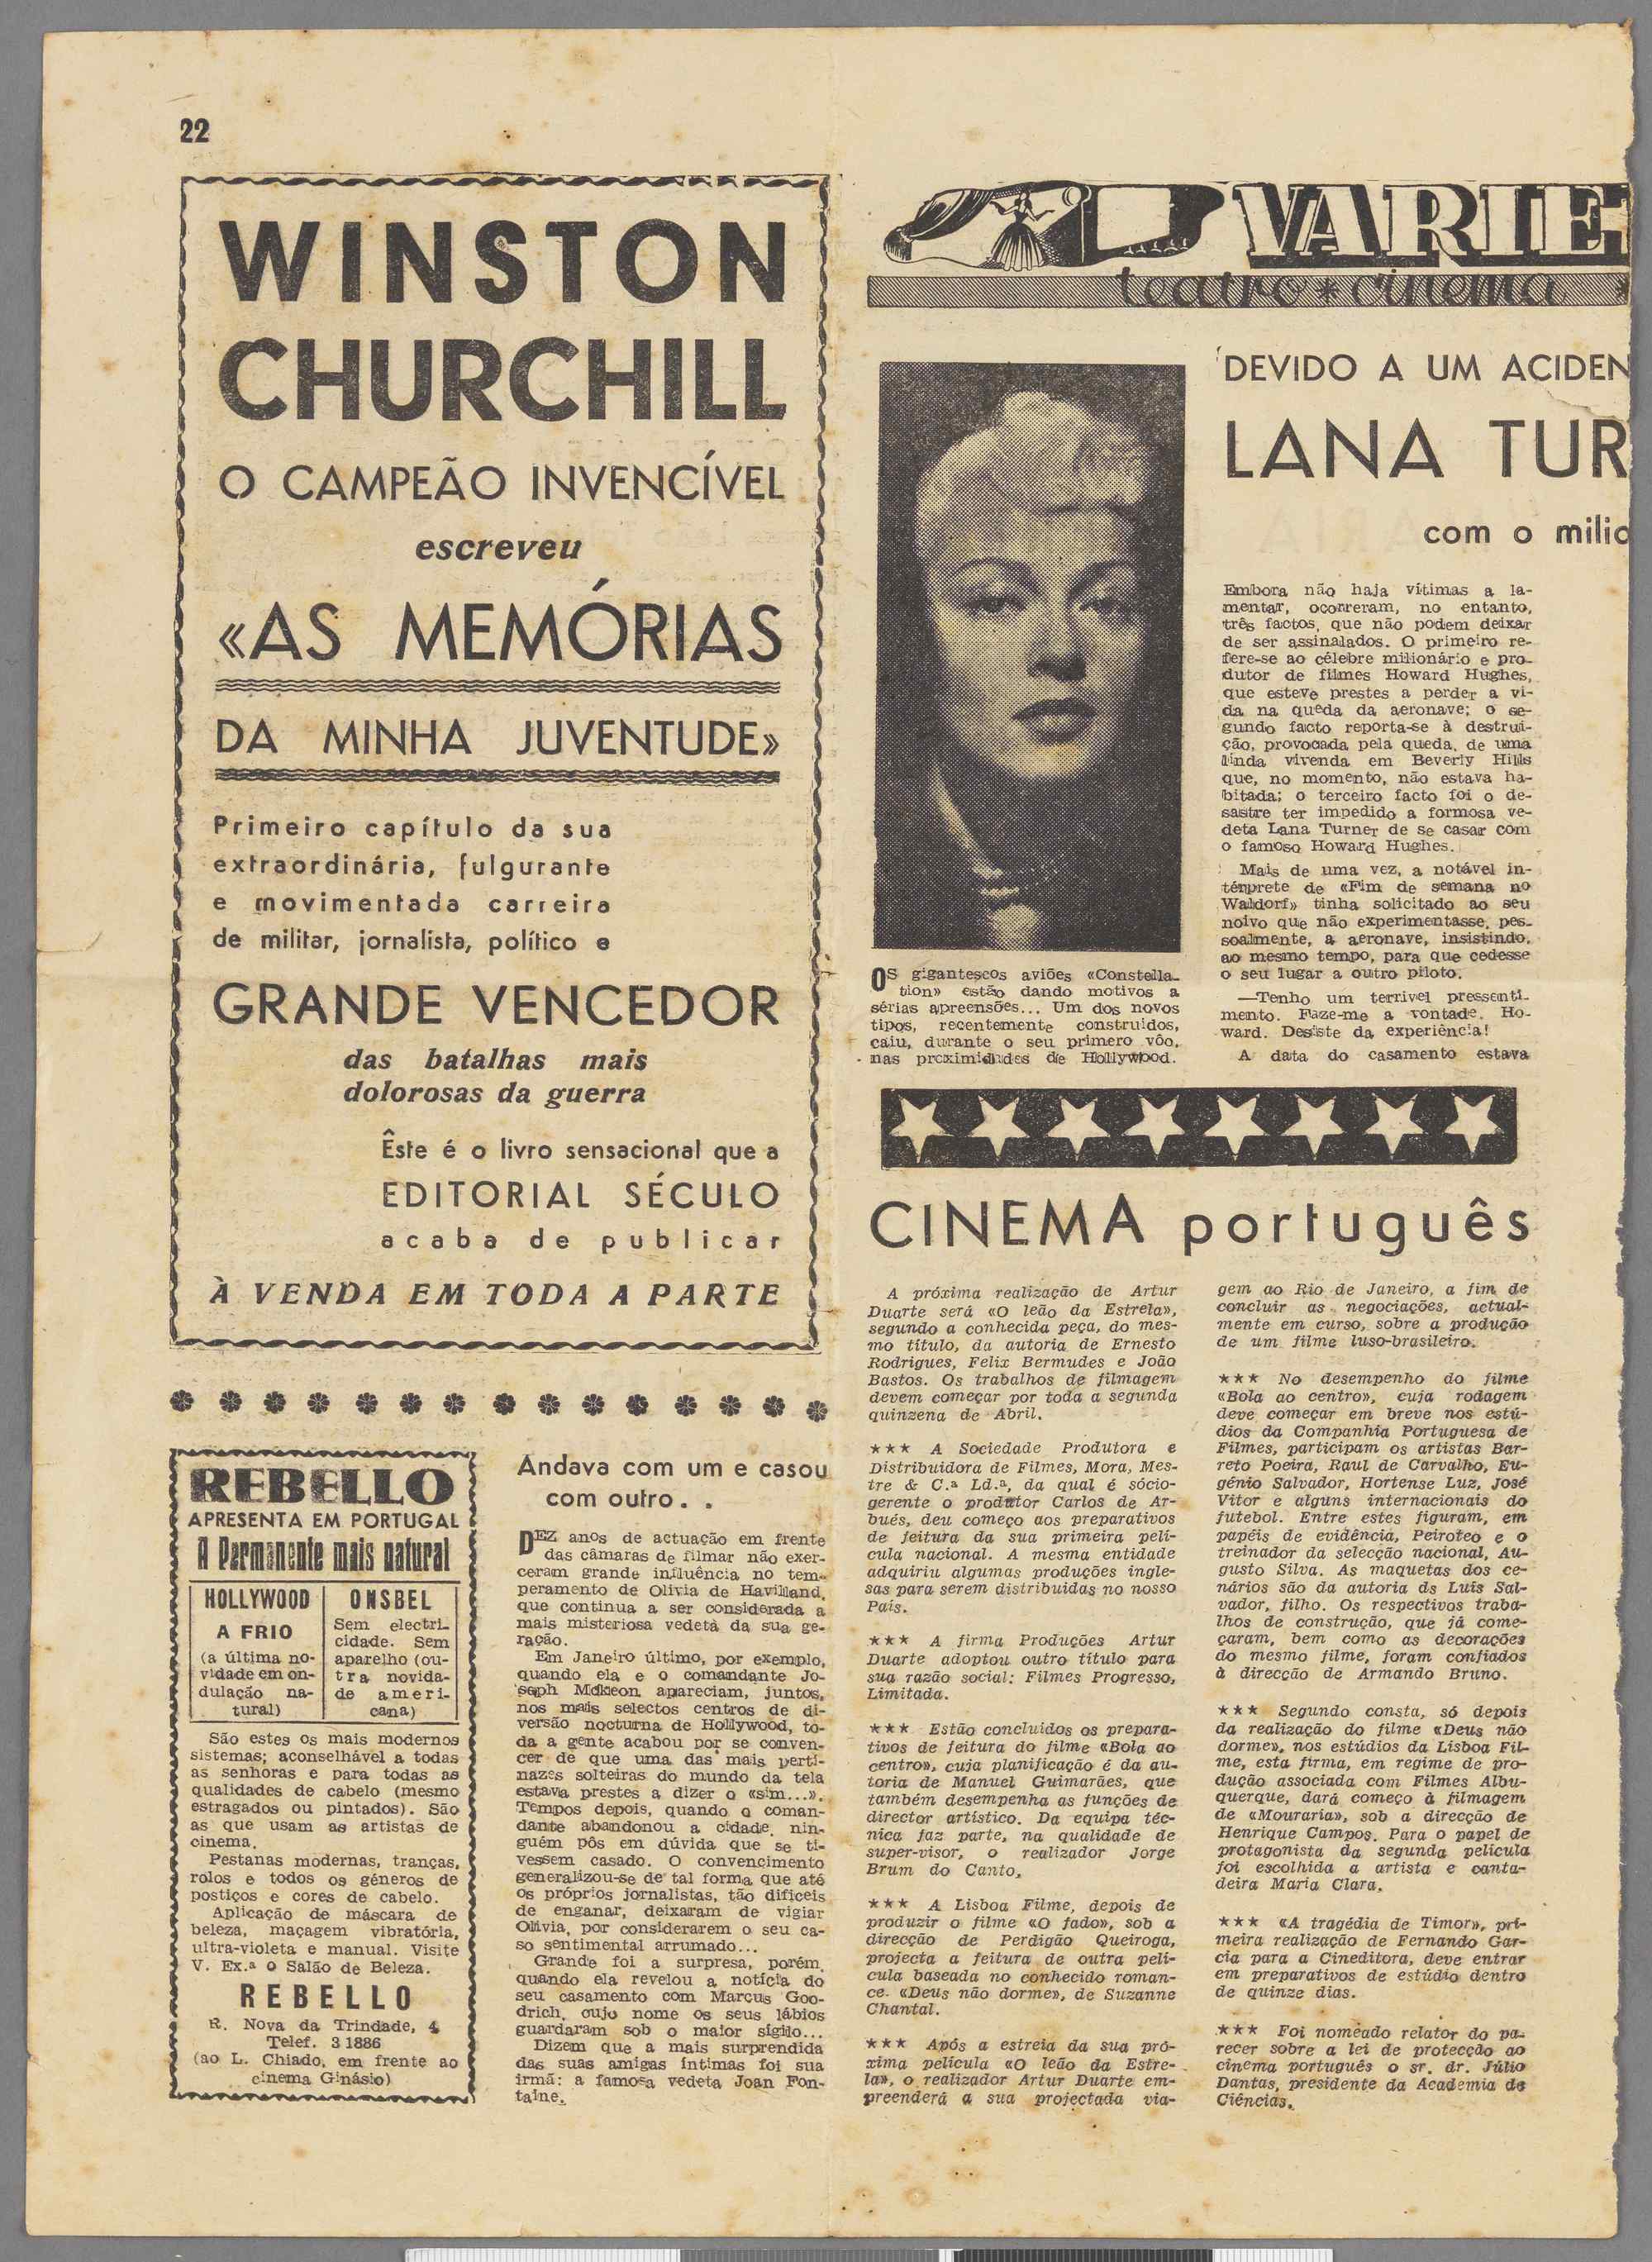 22
WINSTON
CHURCHILL
O CAMPEÃO INVENCÍVEL
escreveu
«AS MEMÓRIAS
DA MINHA JUVENTUDE»
Primeiro capítulo da sua
extraordinária, fulgurante
e movimentada carreira
de militar, jornalista, político e
GRANDE VENCEDOR
das batalhas mais
dolorosas da guerra
Êste é o livro sensacional que a
EDITORIAL SÉCULO
acaba de publicar
À VENDA EM TODA A PARTE
REBELLO
APRESENTA EM PORTUGAL
A Permanente mais natural
HOLLYWOOD
A FRIO
(a última no-
vidade em on-
dulação na-
tural)
ONSBEL
Sem electri-
cidade. Sem
aparelho (ou-
tra novida-
de ameri-
cana)
São estes os mais modernos
sistemas; aconselhável a todas
as senhoras e para todas as
qualidades de cabelo (mesmo
estragados ou pintados). São
as que usam as artistas de
cinema.
Pestanas modernas, tranças,
rolos e todos os géneros de
postiços e cores de cabelo.
Aplicação de máscara de
beleza, maçagem vibratória,
ultra-violeta e manual. Visite
V. Ex.ª o Salão de Beleza.
REBELLO
R. Nova da Trindade, 4
Telef. 31886
(ao L. Chiado, em frente ao
cinema Ginásio)
Andava com um e casou
com outro. .
DEZ anos de actuação em frente
das câmaras de filmar não exer-
ceram grande influência no tem-
peramento de Olivia de Havilland,
que continua a ser considerada a
mais misteriosa vedeta da sua ge-
ração.
Em Janeiro último, por exemplo,
quando ela e o comandante Jo-
seph Mckeon apareciam, juntos,
nos mais selectos centros de di-
versão nocturna de Hollywood, to-
da a gente acabou por se conven-
cer de que uma das mais perti-
nazes solteiras do mundo da tela
estava prestes a dizer o «sim...».
Tempos depois, quando o coman-
dante abandonou a cidade, nin-
guém pôs em dúvida que se ti-
vessem casado. O convencimento
generalizou-se de tal forma que até
os próprios jornalistas, tão dificeis
de enganar, deixaram de vigiar
Olivia, por considerarem o seu ca-
so sentimental arrumado...
Grande foi a surpresa, porém,
quando ela revelou a notícia do
seu casamento com Marcus Goo-
drich, cujo nome os seus lábios
guardaram sob o maior sigilo...
Dizem que a mais surprendida
das suas amigas íntimas foi sua
irmã: a famosa vedeta Joan Fon-
taine.
VARIE
teatro * cinema *
DEVIDO A UM ACIDEN
LANA TUR
com o milio
OS gigantescos aviões «Constella-
tion» estão dando motivos a
sérias apreensões... Um dos novos
tipos, recentemente construídos,
caiu, durante o seu primero vôo,
nas proximidades de Hollywood.
Embora não haja vítimas a la-
mentar, ocorreram, no entanto,
três factos, que não podem deixar
de ser assinalados. O primeiro re-
fere-se ao célebre milionário e pro-
dutor de filmes Howard Hughes,
que esteve prestes a perder a vi-
da na queda da aeronave; o se-
gundo facto reporta-se à destrui-
ção, provocada pela queda, de uma
linda vivenda em Beverly Hills
que, no momento, não estava ha-
bitada; o terceiro facto foi o de-
sastre ter impedido a formosa ve-
deta Lana Turner de se casar com
o famoso Howard Hughes.
Mais de uma vez, a notável in-
térprete de «Fim de semana no
Waldorf» tinha solicitado ao seu
noivo que não experimentasse, pes-
soalmente, a aeronave, insistindo,
ao mesmo tempo, para que cedesse
o seu lugar a outro piloto.
—Tenho um terrivel pressenti-
mento. Faze-me a vontade, Ho-
ward. Desiste da experiência!
A data do casamento estava
CINEMA português
A próxima realização de Artur
Duarte será «O leão da Estrela»,
segundo a conhecida peça, do mes-
mo título, da autoria de Ernesto
Rodrigues, Felix Bermudes e João
Bastos. Os trabalhos de filmagem
devem começar por toda a segunda
quinzena de Abril.
★★★ A Sociedade Produtora e
Distribuidora de Filmes, Mora, Mes-
tre & C.ª Ld.ª, da qual é sócio-
gerente o produtor Carlos de Ar-
bués, deu começo aos preparativos
de feitura da sua primeira pelí-
cula nacional. A mesma entidade
adquiriu algumas produções ingle-
sas para serem distribuidas no nosso
País.
★★★ A firma Produções Artur
Duarte adoptou outro título para
sua razão social: Filmes Progresso,
Limitada.
★★★ Estão concluidos os prepara-
tivos de feitura do filme «Bola ao
centro», cuja planificação é da au-
toria de Manuel Guimarães, que
também desempenha as funções de
director artístico. Da equipa téc-
nica faz parte, na qualidade de
super-visor, o realizador Jorge
Brum do Canto.
★★★ A Lisboa Filme, depois de
produzir o filme «O fado», sob a
direcção de Perdigão Queiroga,
projecta a feitura de outra pelí-
cula baseada no conhecido roman-
ce. «Deus não dorme», de Suzanne
Chantal.
★★★ Após a estreia da sua pró-
xima pelicula «O leão da Estre-
la», o realizador Artur Duarte em-
preenderá a sua projectada via-
gem ao Rio de Janeiro, a fim de
concluir as negociações, actual-
mente em curso, sobre a produção
de um filme luso-brasileiro.
★★★ No desempenho do filme
«Bola ao centro», cuja rodagem
deve começar em breve nos estú-
dios da Companhia Portuguesa de
Filmes, participam os artistas Bar-
reto Poeira, Raul de Carvalho, Eu-
génio Salvador, Hortense Luz, José
Vitor e alguns internacionais do
futebol. Entre estes figuram, em
papéis de evidência, Peiroteo e o
treinador da selecção nacional, Au-
gusto Silva. As maquetas dos ce-
nários são da autoria ds Luis Sal-
vador, filho. Os respectivos traba-
lhos de construção, que já come-
çaram, bem como as decorações
do mesmo filme, foram confiados
à direcção de Armando Bruno.
★★★ Segundo consta, só depois
da realização do filme «Deus não
dorme», nos estúdios da Lisboa Fil-
me, esta firma, em regime de pro-
dução associada com Filmes Albu-
querque, dará começo à filmagem
de «Mouraria», sob a direcção de
Henrique Campos. Para o papel de
protagonista da segunda pelicula
foi escolhida a artista e canta-
deira Maria Clara.
★★★ «A tragédia de Timor», pri-
meira realização de Fernando Gar-
cia para a Cineditora, deve entrar
em preparativos de estúdio dentro
de quinze dias.
★★★ Foi nomeado relator do pa-
recer sobre a lei de protecção ao
cinema português o sr. dr. Júlio
Dantas, presidente da Academia de
Ciências.